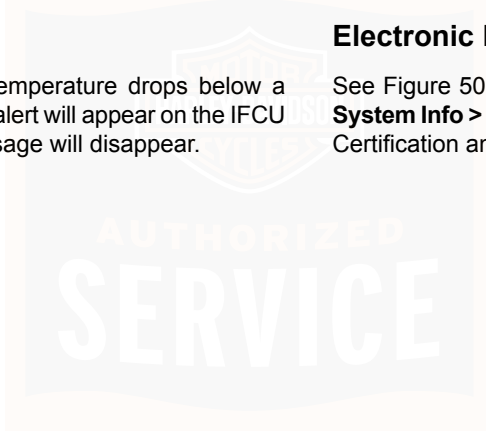 emperature drops below a
alert will appear on the IFCU
sage will disappear.
Electronic
See Figure 50
System Info >
Certification
AUTHORIZED
SERVICE